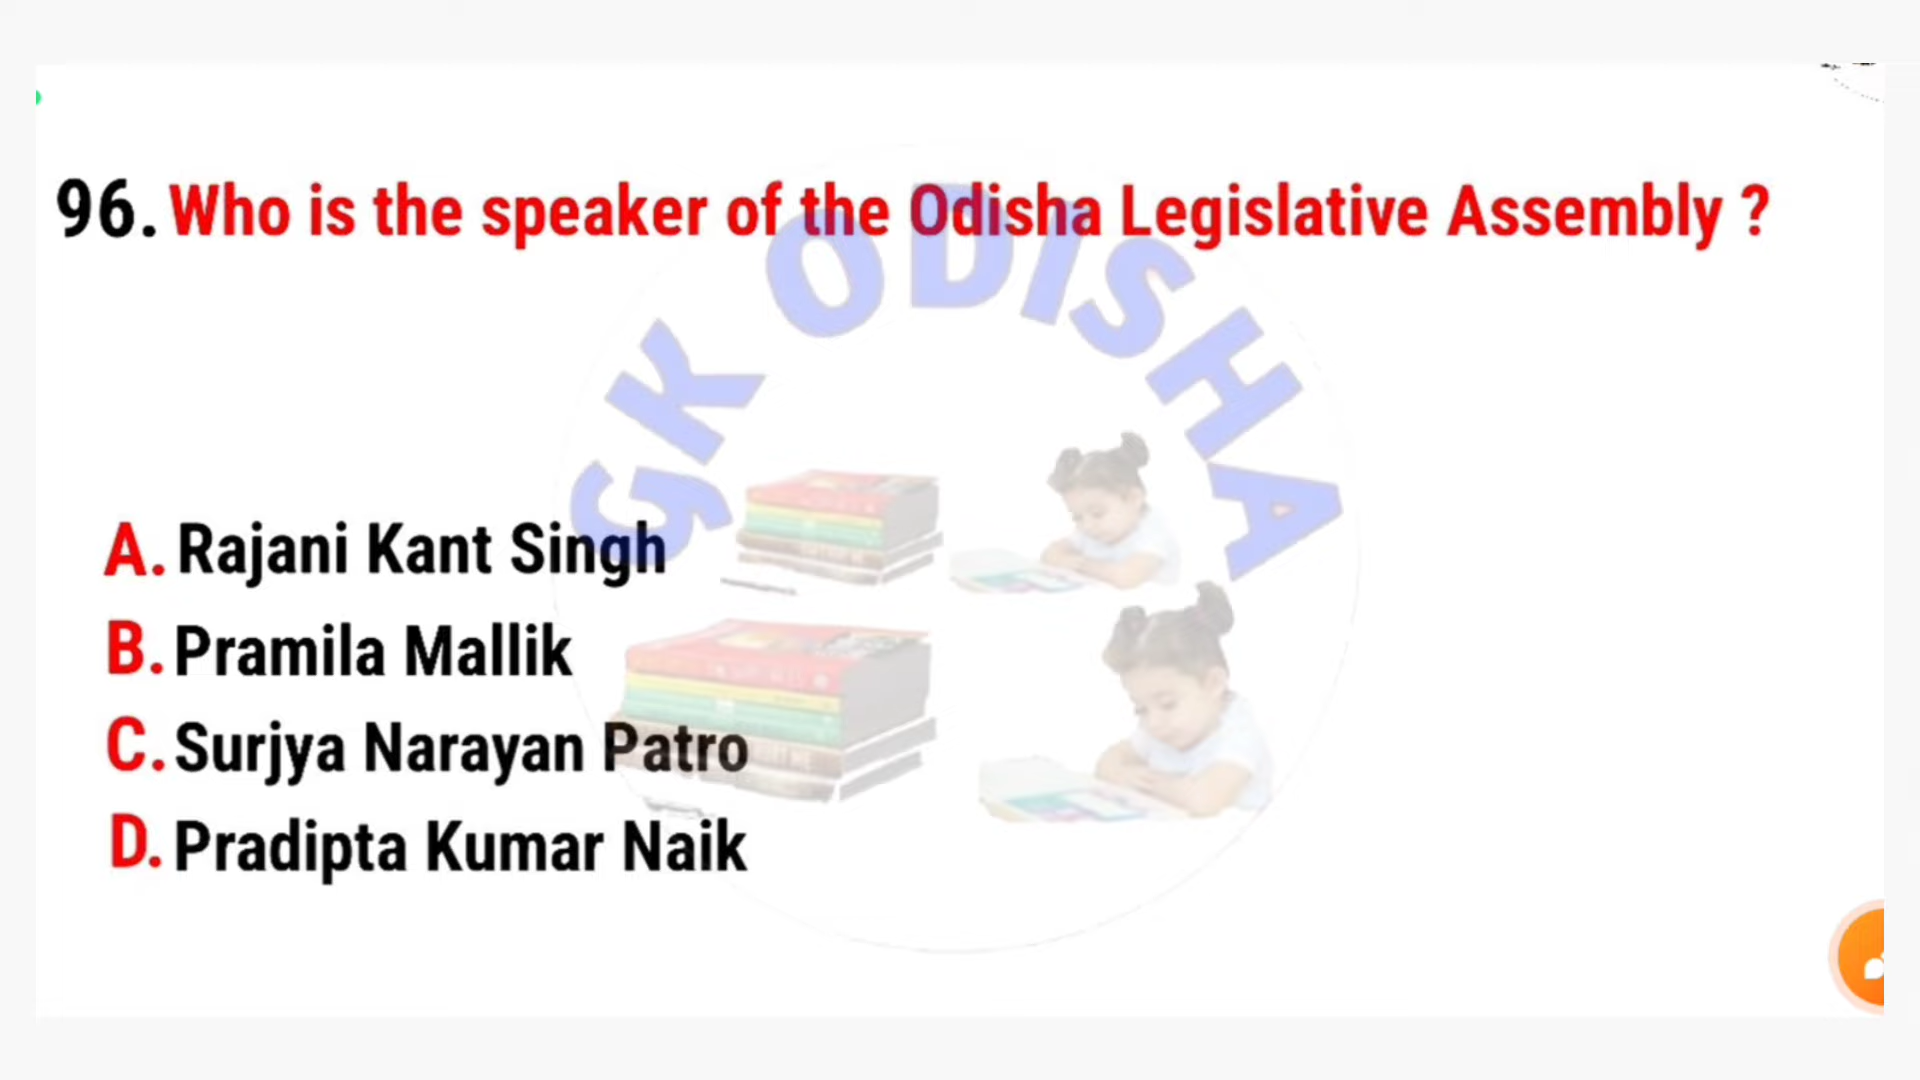 96. Who is the speaker of the Odisha Legislative Assembly ?
GK ODISHA
A. Rajani Kant Singh
B. Pramila Mallik
C. Surjya Narayan Patro
D. Pradipta Kumar Naik